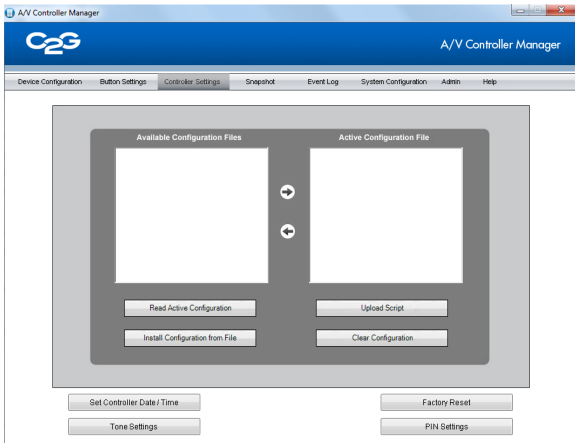 A/V Controller Manager
C2G
A/V Controller Manager
Device Configuration Button Settings Controller Settings Snapshot Event Log System Configuration Admin Help
Available Configuration Files Active Configuration File
Read Active Configuration Upload Script
Install Configuration from File Clear Configuration
Set Controller Date / Time Factory Reset
Tone Settings PIN Settings